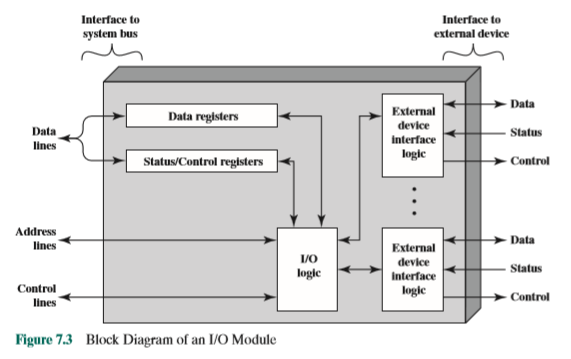 Interface to
system bus
Interface to
external device
Data
lines
Data registers
Status/Control registers
External
device
interface
logic
Data
Status
Control
Address
lines
I/O
logic
External
device
interface
logic
Data
Status
Control
Control
lines
Figure 7.3 Block Diagram of an I/O Module